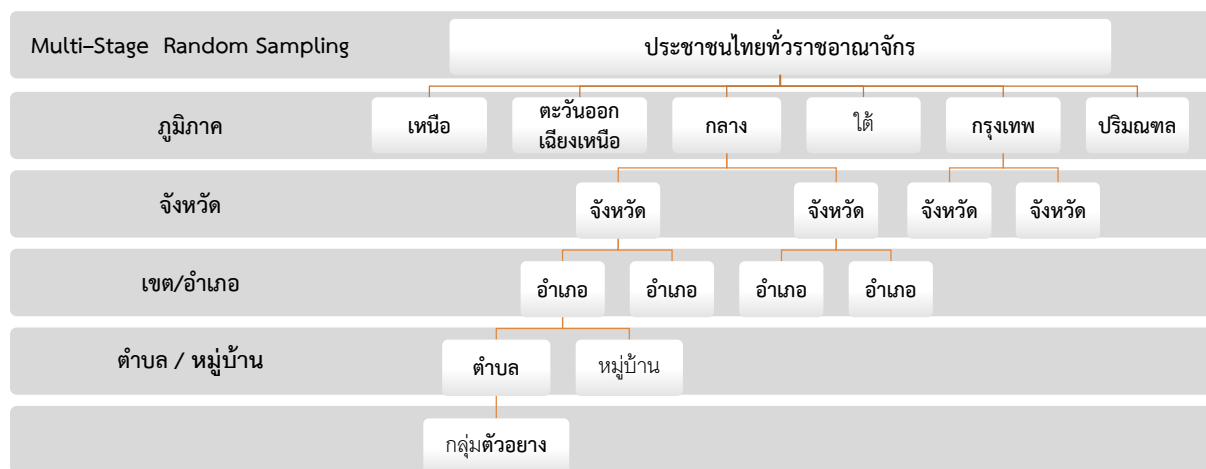 Multi–Stage Random Sampling
ประชาชนไทยทั่วราชอาณาจักร
ภูมิภาค
เหนือ
ตะวันออก
เฉียงเหนือ
กลาง
ใต้
กรุงเทพ
ปริมณฑล
จังหวัด
จังหวัด
จังหวัด
จังหวัด
จังหวัด
เขต/อำเภอ
อำเภอ
อำเภอ
อำเภอ
อำเภอ
ตำบล / หมู่บ้าน
ตำบล
หมู่บ้าน
กลุ่มตัวอยาง